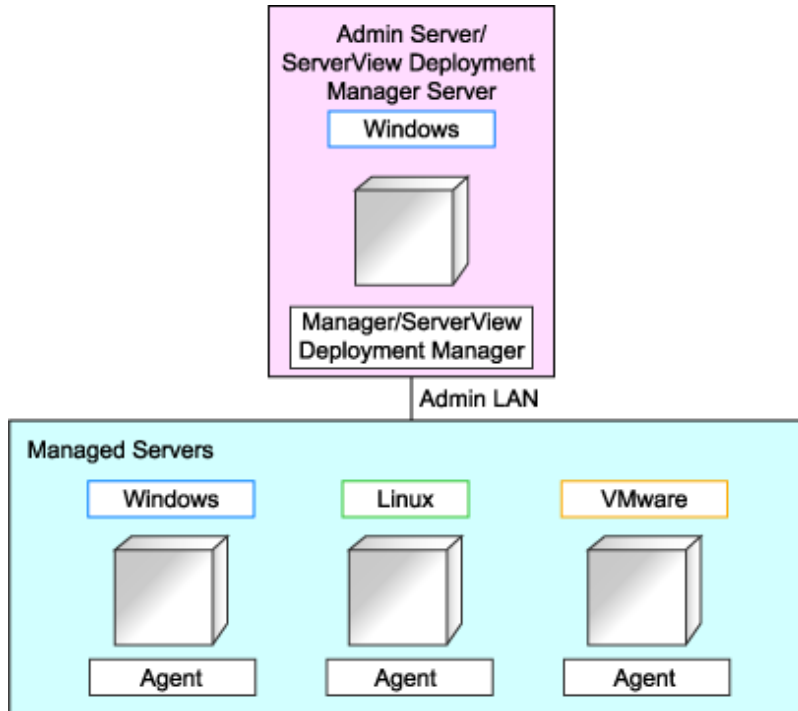 Admin Server/
ServerView Deployment
Manager Server
Windows
Manager/ServerView
Deployment Manager
Admin LAN
Managed Servers
Windows
Linux
VMware
Agent
Agent
Agent